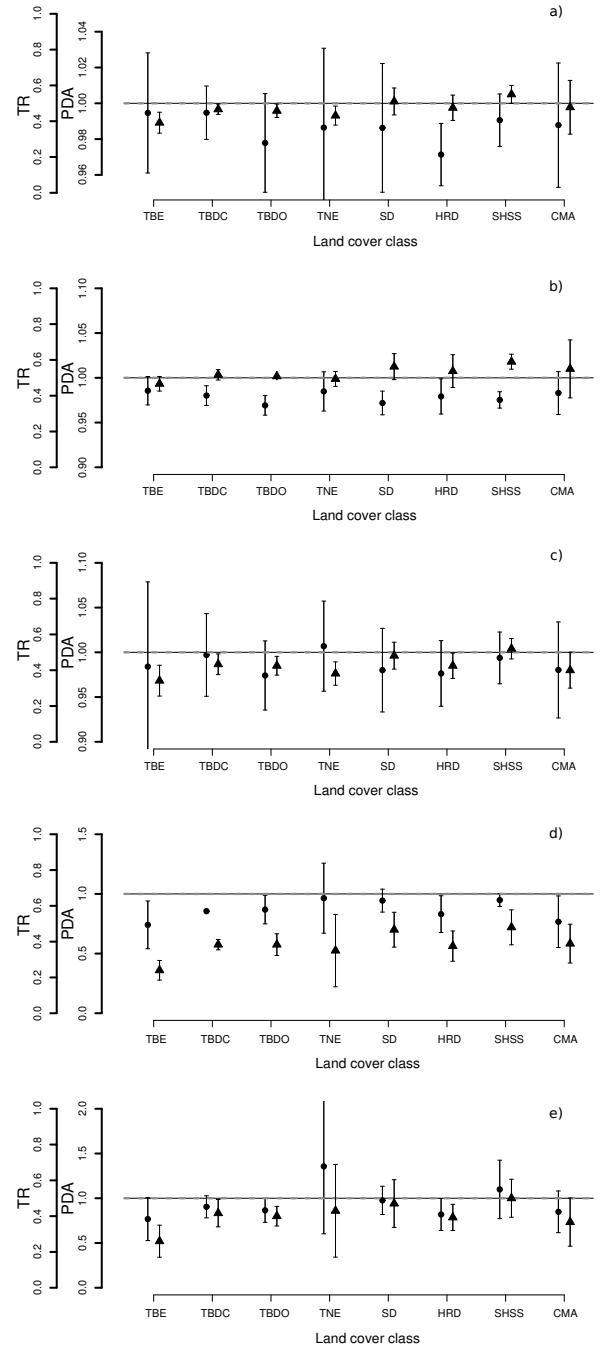 a)
TR
PDA
0.0 0.2 0.4 0.6 0.8 1.0
0.96 0.98 1.00 1.02 1.04
TBE TBDC TBDO TNE SD HRD SHSS CMA
Land cover class
b)
TR
PDA
0.0 0.2 0.4 0.6 0.8 1.0
0.90 0.95 1.00 1.05 1.10
TBE TBDC TBDO TNE SD HRD SHSS CMA
Land cover class
c)
TR
PDA
0.0 0.2 0.4 0.6 0.8 1.0
0.90 0.95 1.00 1.05 1.10
TBE TBDC TBDO TNE SD HRD SHSS CMA
Land cover class
d)
TR
PDA
0.0 0.2 0.4 0.6 0.8 1.0
0.0 0.5 1.0 1.5
TBE TBDC TBDO TNE SD HRD SHSS CMA
Land cover class
e)
TR
PDA
0.0 0.2 0.4 0.6 0.8 1.0
0.0 0.5 1.0 1.5 2.0
TBE TBDC TBDO TNE SD HRD SHSS CMA
Land cover class